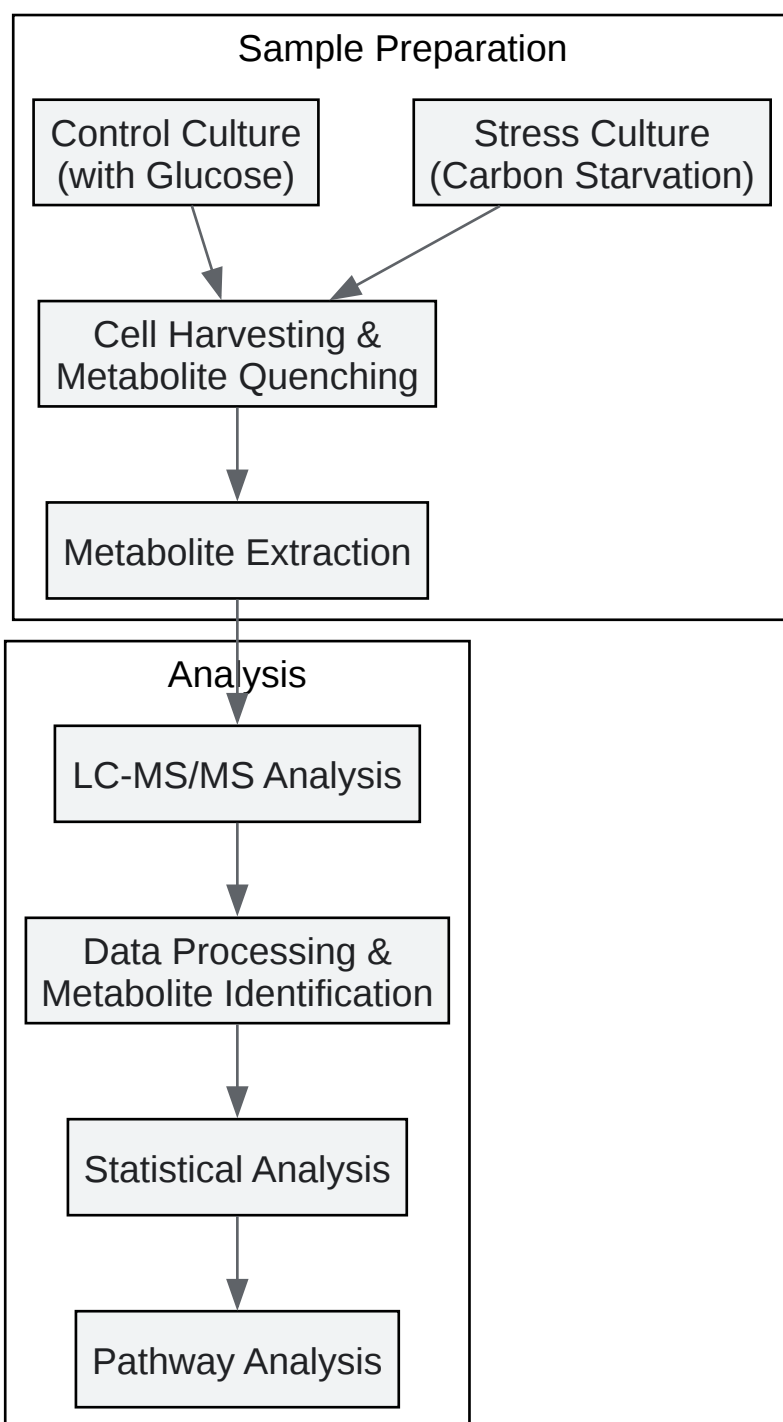 Sample Preparation
Control Culture
(with Glucose)
Stress Culture
(Carbon Starvation)
Cell Harvesting &
Metabolite Quenching
Metabolite Extraction
Analysis
LC-MS/MS Analysis
Data Processing &
Metabolite Identification
Statistical Analysis
Pathway Analysis